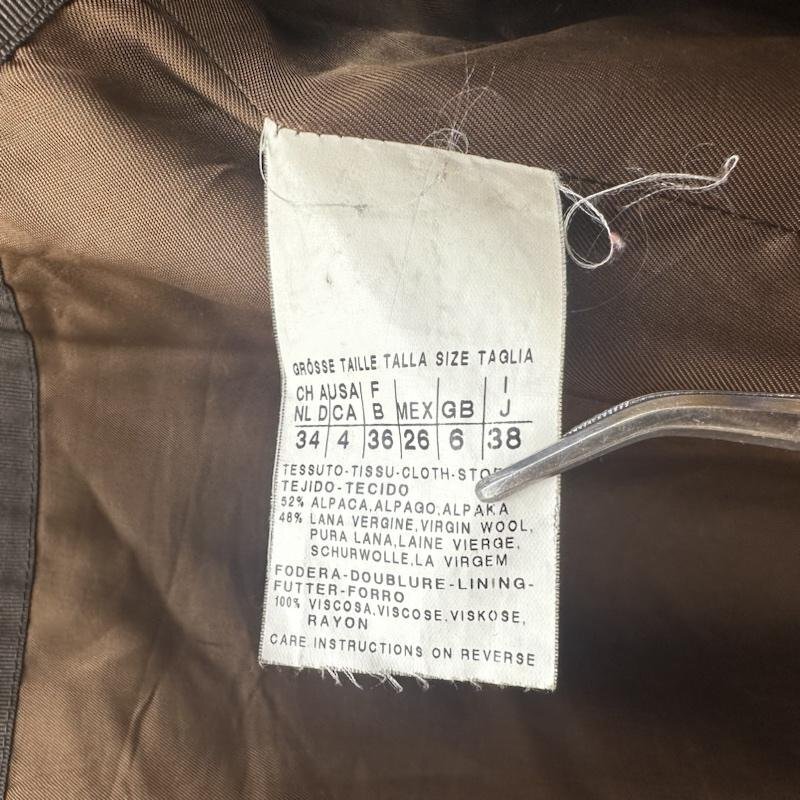 GRÖSSE TAILLE TALLA SIZE TAGLIA
CH A USA F I
NL D CA B MEX GB J
34 4 36 26 6 38
TESSUTO-TISSU-CLOTH-
TEJIDO-TECIDO
52% ALPACA,ALPAGO,ALPAKA
48% LANA VERGINE,VIRGIN WOOL,
PURA LANA,LAINE VIERGE,
SCHURWOLLE,LA VIRGEM
FODERA-DOUBLURE-LINING-
FUTTER-FORRO
100% VISCOSA,VISCOSE,VISKOSE,
RAYON
CARE INSTRUCTIONS ON REVERSE